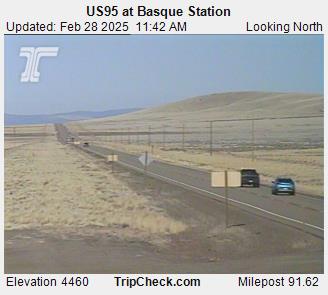 US95 at Basque Station
Updated: Feb 28 2025 11:42 AM Looking North
Elevation 4460 TripCheck.com Milepost 91.62